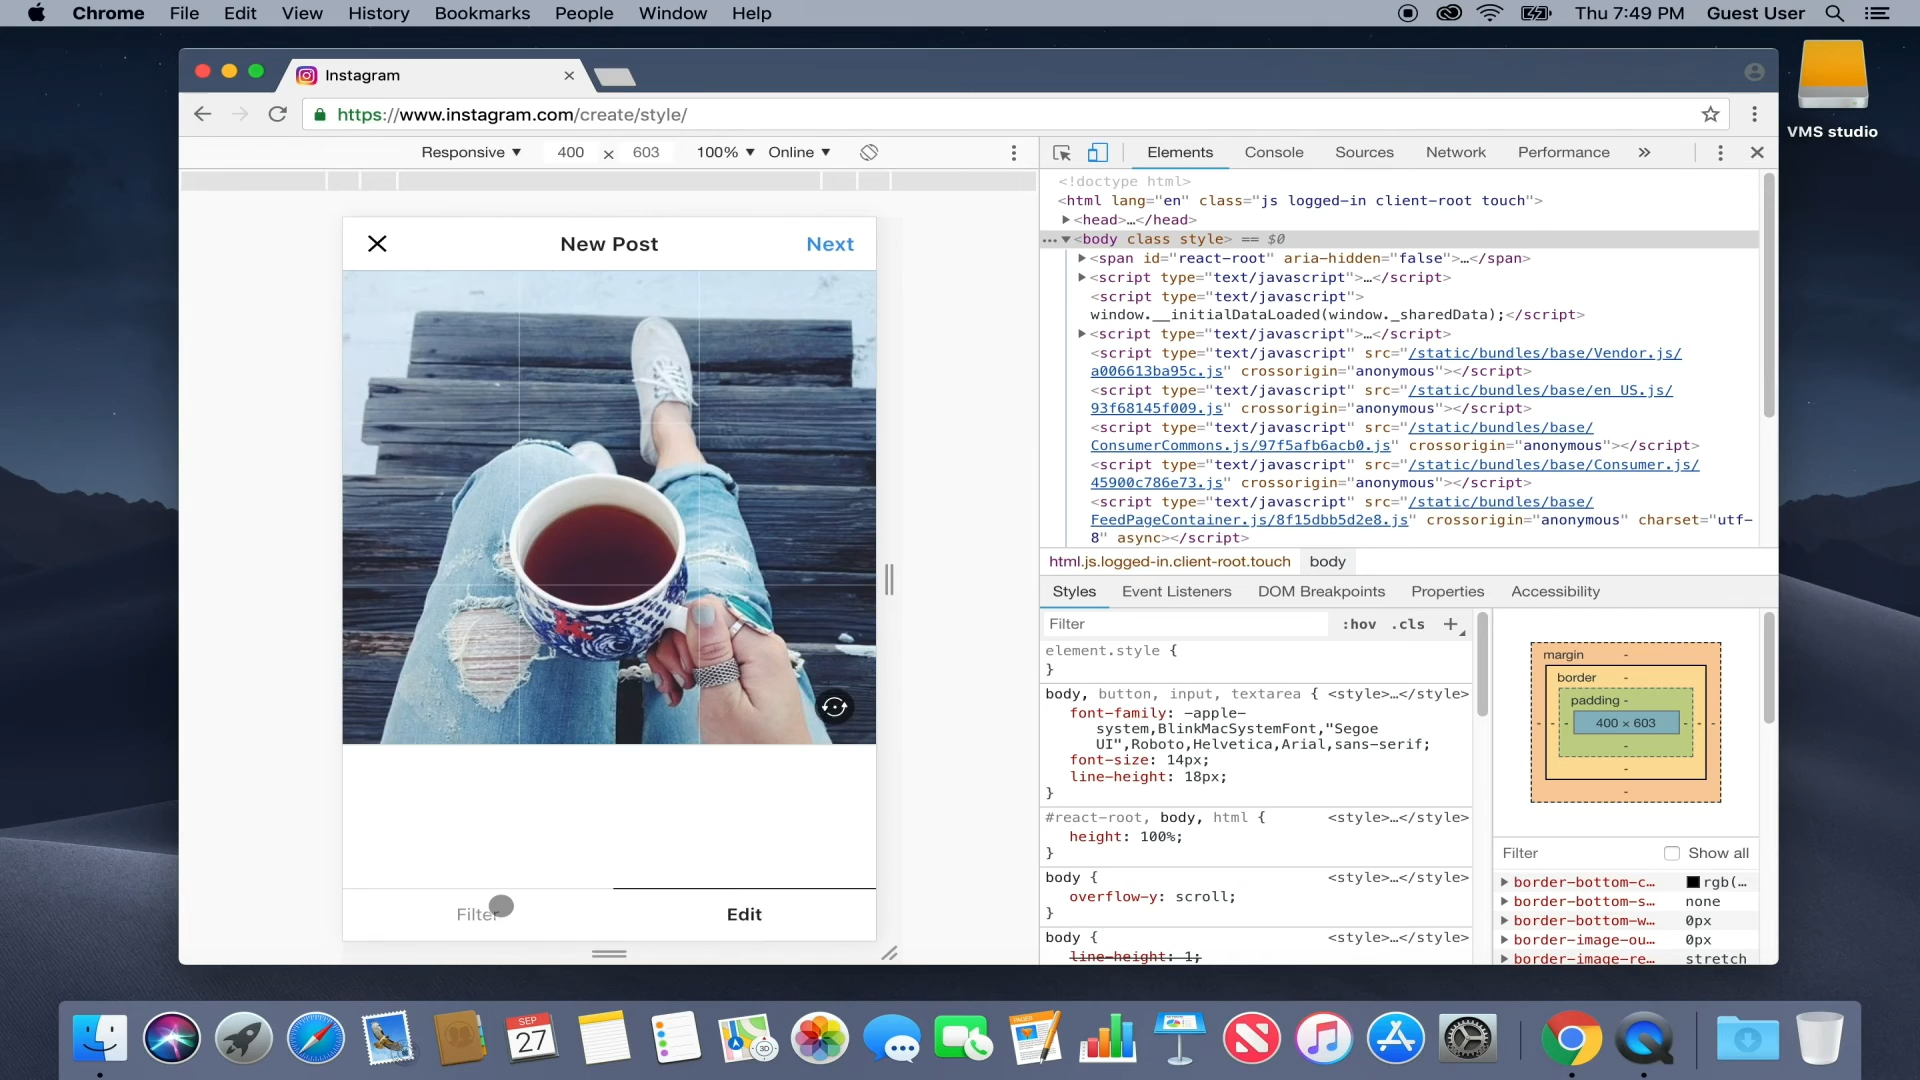 Chrome File Edit View History Bookmarks People Window Help Thu 7:49 PM Guest User
Instagram
VMS studio
https://www.instagram.com/create/style/
Responsive ▼ 400 × 603 100% ▼ Online ▼
Elements Console Sources Network Performance »
<!doctype html>
<html lang="en" class="js logged-in client-root touch">
<head>…</head>
<body class style> == $0
<span id="react-root" aria-hidden="false">…</span>
<script type="text/javascript">…</script>
<script type="text/javascript">
window.__initialDataLoaded(window._sharedData);</script>
<script type="text/javascript">…</script>
<script type="text/javascript" src="/static/bundles/base/Vendor.js/
a006613ba95c.js" crossorigin="anonymous"></script>
<script type="text/javascript" src="/static/bundles/base/en_US.js/
93f68145f009.js" crossorigin="anonymous"></script>
<script type="text/javascript" src="/static/bundles/base/
ConsumerCommons.js/97f5afb6acb0.js" crossorigin="anonymous"></script>
<script type="text/javascript" src="/static/bundles/base/Consumer.js/
45900c786e73.js" crossorigin="anonymous"></script>
<script type="text/javascript" src="/static/bundles/base/
FeedPageContainer.js/8f15dbb5d2e8.js" crossorigin="anonymous" charset="utf-
8" async></script>
html.js.logged-in.client-root.touch body
Styles Event Listeners DOM Breakpoints Properties Accessibility
Filter :hov .cls +
element.style {
}
body, button, input, textarea { <style>…</style>
font-family: -apple-
system,BlinkMacSystemFont,"Segoe
UI",Roboto,Helvetica,Arial,sans-serif;
font-size: 14px;
line-height: 18px;
}
#react-root, body, html { <style>…</style>
height: 100%;
}
body { <style>…</style>
overflow-y: scroll;
}
body { <style>…</style>
line-height: 1;
margin -
border -
padding -
400 × 603
Filter Show all
border-bottom-c… rgb(…
border-bottom-s… none
border-bottom-w… 0px
border-image-ou… 0px
border-image-re… stretch
New Post Next
Filter Edit
SEP
27
3D
PAGES